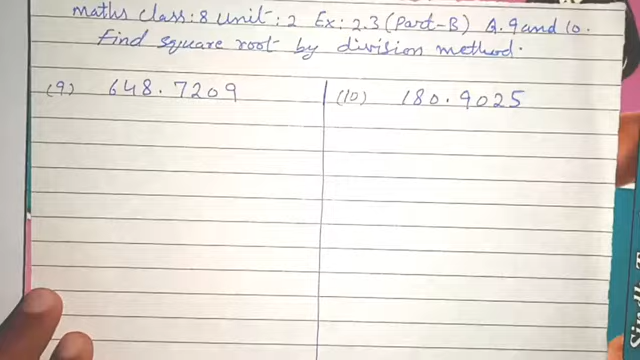 maths class:8 unit:2 Ex: 2.3 (Part-B) Q.9 and 10.
Find square root by division method.
(9) 648.7209
(10) 180.9025